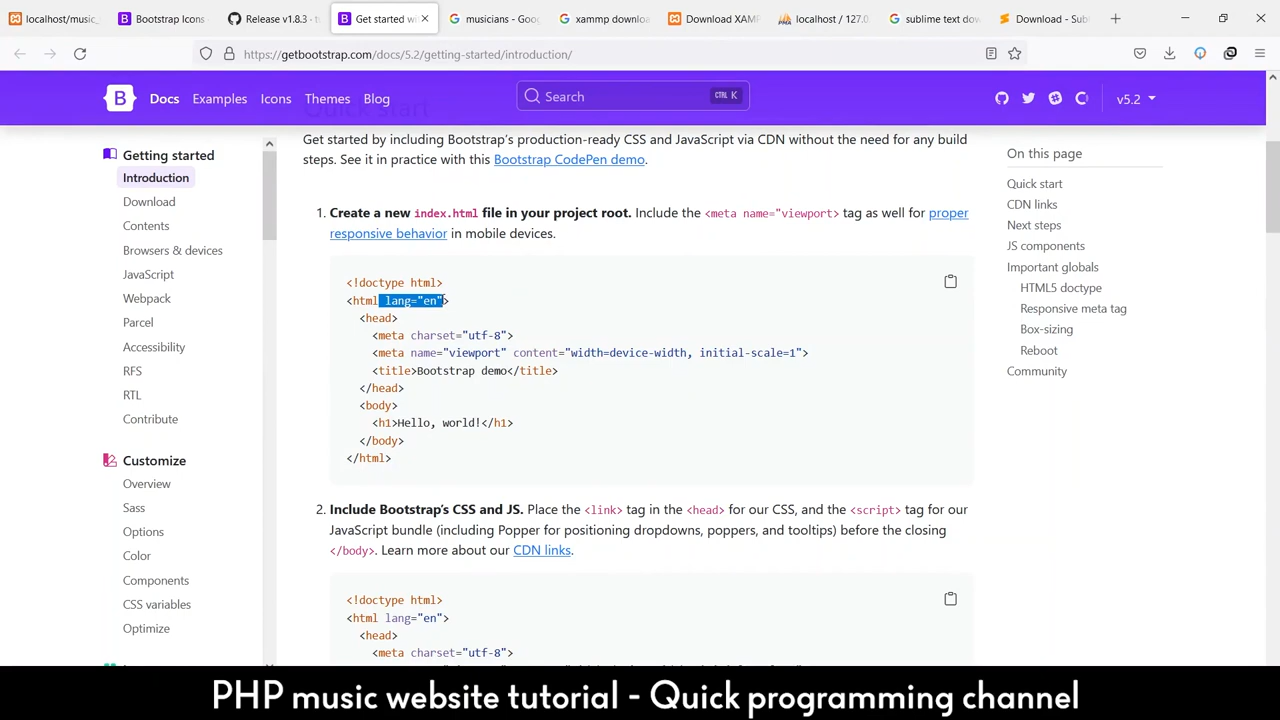 localhost/music_
Bootstrap Icons
Release v1.8.3 - t
Get started w
musicians - Goog
xammp downlo
Download XAMP
localhost / 127.0
sublime text dow
Download - Sub
https://getbootstrap.com/docs/5.2/getting-started/introduction/
B Docs Examples Icons Themes Blog
Search CTRL K
v5.2
Getting started
Introduction
Download
Contents
Browsers & devices
JavaScript
Webpack
Parcel
Accessibility
RFS
RTL
Contribute
Customize
Overview
Sass
Options
Color
Components
CSS variables
Optimize
Quick start
Get started by including Bootstrap's production-ready CSS and JavaScript via CDN without the need for any build
steps. See it in practice with this Bootstrap CodePen demo.
1. Create a new index.html file in your project root. Include the <meta name="viewport"> tag as well for proper
responsive behavior in mobile devices.
<!doctype html>
<html lang="en">
<head>
<meta charset="utf-8">
<meta name="viewport" content="width=device-width, initial-scale=1">
<title>Bootstrap demo</title>
</head>
<body>
<h1>Hello, world!</h1>
</body>
</html>
2. Include Bootstrap's CSS and JS. Place the <link> tag in the <head> for our CSS, and the <script> tag for our
JavaScript bundle (including Popper for positioning dropdowns, poppers, and tooltips) before the closing
</body>. Learn more about our CDN links.
<!doctype html>
<html lang="en">
<head>
<meta charset="utf-8">
On this page
Quick start
CDN links
Next steps
JS components
Important globals
HTML5 doctype
Responsive meta tag
Box-sizing
Reboot
Community
PHP music website tutorial - Quick programming channel